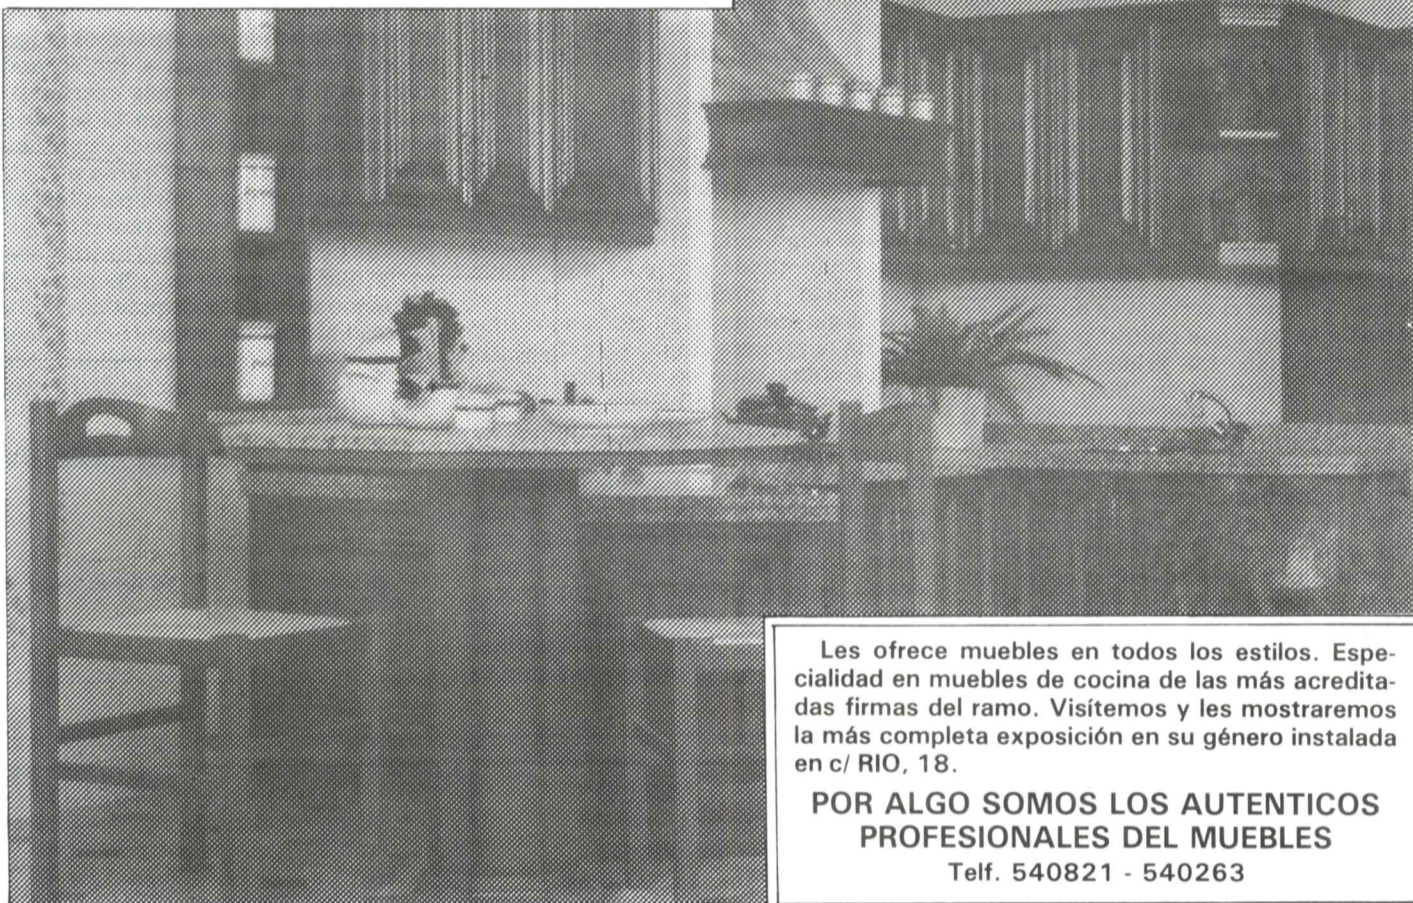 Les ofrece muebles en todos los estilos. Espe-
cialidad en muebles de cocina de las más acredita-
das firmas del ramo. Visítemos y les mostraremos
la más completa exposición en su género instalada
en c/ RIO, 18.
POR ALGO SOMOS LOS AUTENTICOS
PROFESIONALES DEL MUEBLES
Telf. 540821 - 540263